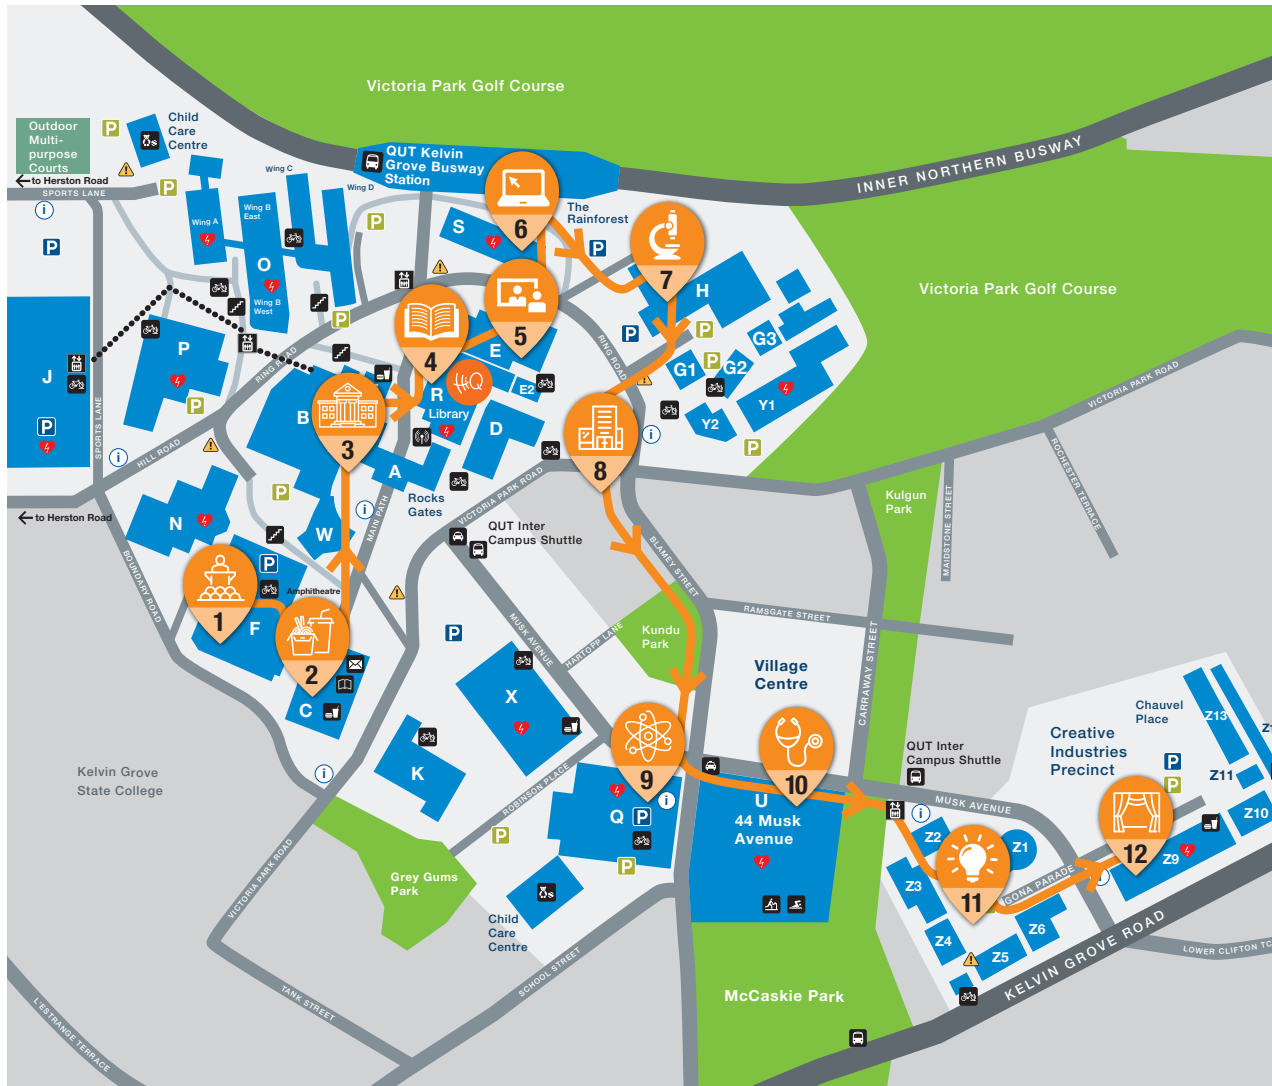 Victoria Park Golf Course
Child
Care
Centre
Outdoor
Multi-
purpose
Courts
to Herston Road
SPORTS LANE
QUT Kelvin
Grove Busway
Station
INNER NORTHERN BUSWAY
Wing C
Wing D
Wing A
Wing B
East
O
Wing B
West
S
6
The
Rainforest
7
H
Victoria Park Golf Course
5
4
E
E2
R
Library
HiQ
D
G1
G2
G3
Y1
Y2
J
P
SPORTS LANE
RING ROAD
RING ROAD
HILL ROAD
B
3
A
8
VICTORIA PARK ROAD
ROCHESTER TERRACE
Rocks
Gates
VICTORIA PARK ROAD
MAIN PATH
N
W
to Herston Road
BOUNDARY ROAD
QUT Inter
Campus Shuttle
Kulgun
Park
MAIDSTONE STREET
BLAMEY STREET
RAMSGATE STREET
1
F
Amphitheatre
2
C
MUSK AVENUE
HARTOPP LANE
Kundu
Park
Village
Centre
CARRAWAY STREET
X
K
ROBINSON PLACE
9
Q
10
U
44 Musk
Avenue
QUT Inter
Campus Shuttle
MUSK AVENUE
Creative
Industries
Precinct
Chauvel
Place
Z13
Z11
Z10
Z9
12
Z1
Z2
Z3
11
GONA PARADE
Z4
Z5
Z6
KELVIN GROVE ROAD
LOWER CLIFTON TC
Kelvin Grove
State College
VICTORIA PARK ROAD
Grey Gums
Park
Child
Care
Centre
SCHOOL STREET
TANK STREET
L'ESTRANGE TERRACE
McCaskie Park